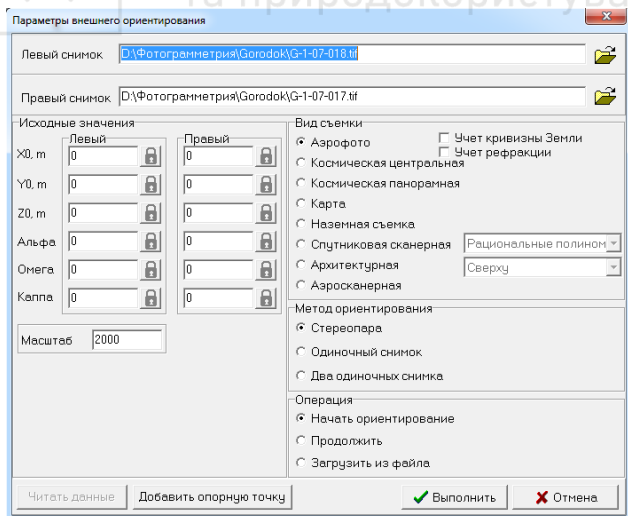 та природокористува
Параметры внешнего ориентирования
Левый снимок D:\Фотограмметрия\Gorodok\G-1-07-018.tif
Правый снимок D:\Фотограмметрия\Gorodok\G-1-07-017.tif
Исходные значения
Левый Правый
X0, m 0 0
Y0, m 0 0
Z0, m 0 0
Альфа 0 0
Омега 0 0
Каппа 0 0
Масштаб 2000
Вид съемки
Аэрофото Учет кривизны Земли
Учет рефракции
Космическая центральная
Космическая панорамная
Карта
Наземная съемка
Спутниковая сканерная Рациональные полином
Архитектурная Сверху
Аэросканерная
Метод ориентирования
Стереопара
Одиночный снимок
Два одиночных снимка
Операция
Начать ориентирование
Продолжить
Загрузить из файла
Читать данные Добавить опорную точку Выполнить Отмена